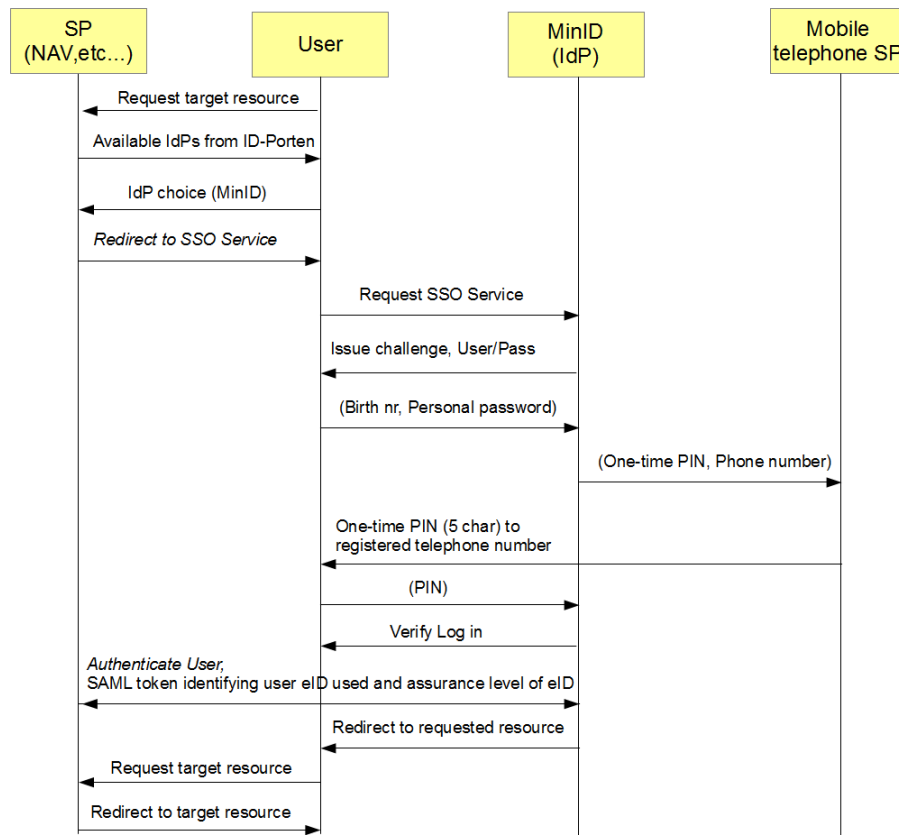 SP
(NAV,etc...)
User
MinID
(IdP)
Mobile
telephone SP
Request target resource
Available IdPs from ID-Porten
IdP choice (MinID)
Redirect to SSO Service
Request SSO Service
Issue challenge, User/Pass
(Birth nr, Personal password)
(One-time PIN, Phone number)
One-time PIN (5 char) to
registered telephone number
(PIN)
Verify Log in
Authenticate User,
SAML token identifying user eID used and assurance level of eID
Redirect to requested resource
Request target resource
Redirect to target resource